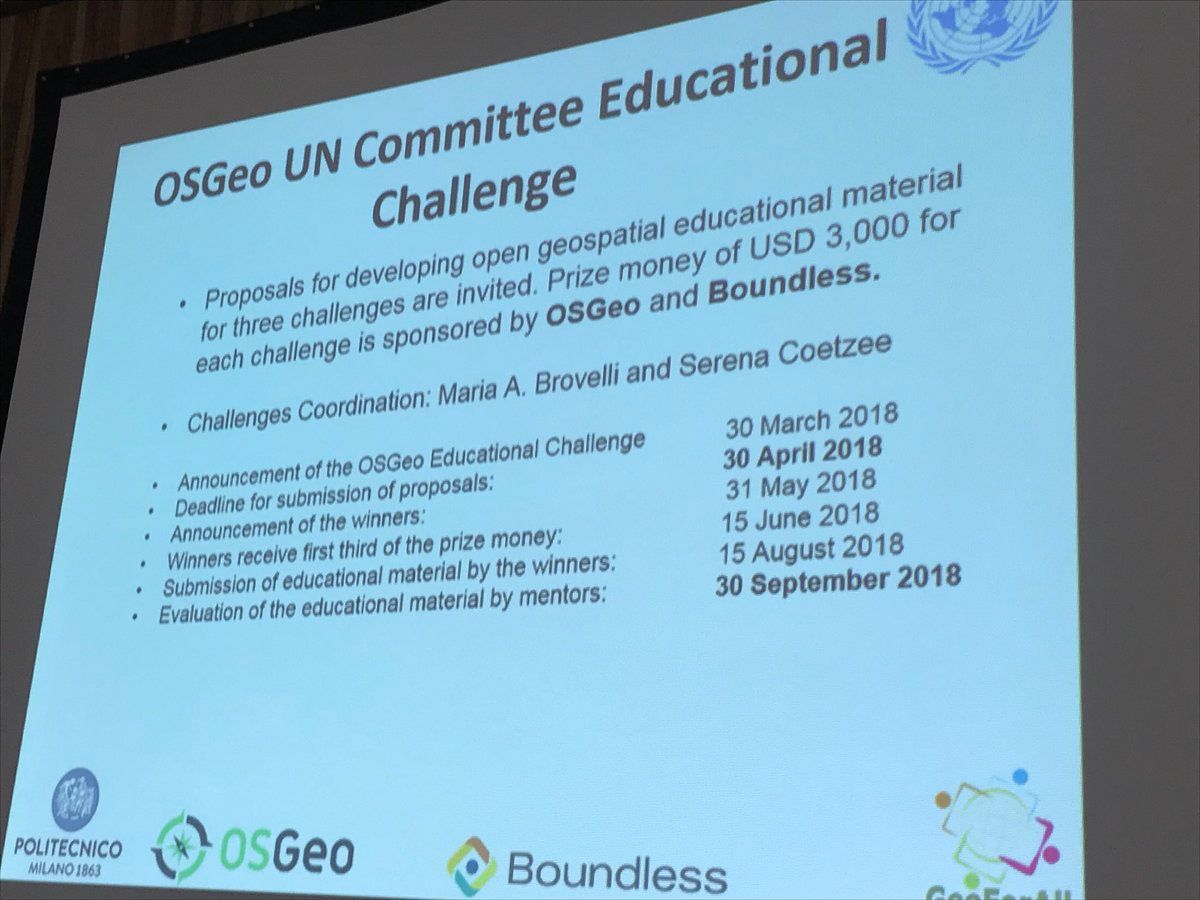 OSGeo UN Committee Educational
Challenge
• Proposals for developing open geospatial educational material
for three challenges are invited. Prize money of USD 3,000 for
each challenge is sponsored by OSGeo and Boundless.
• Challenges Coordination: Maria A. Brovelli and Serena Coetzee
• Announcement of the OSGeo Educational Challenge 30 March 2018
• Deadline for submission of proposals: 30 April 2018
• Announcement of the winners: 31 May 2018
• Winners receive first third of the prize money: 15 June 2018
• Submission of educational material by the winners: 15 August 2018
• Evaluation of the educational material by mentors: 30 September 2018
POLITECNICO
MILANO 1863
OSGeo
Boundless
GeoForAll